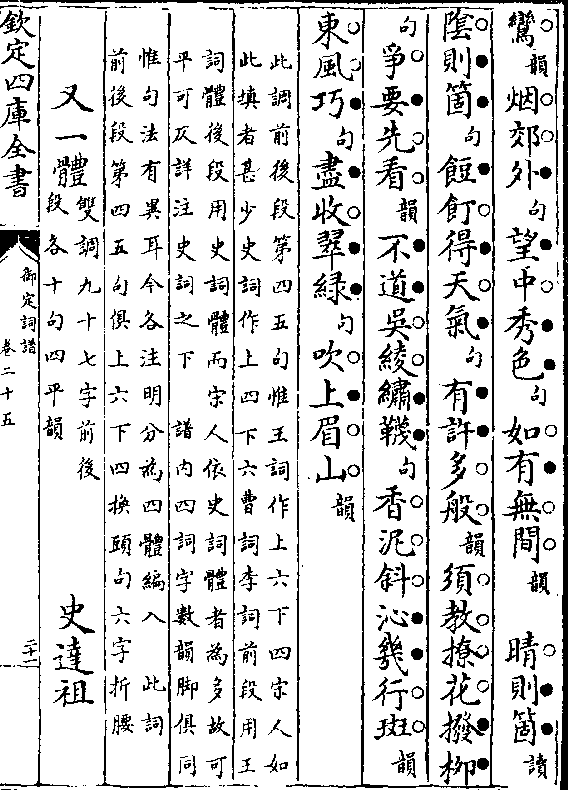 鸞韻烟郊外句望中秀色句如有無間韻 晴則箇讀
陰則箇句餖飣得天氣句有許多般韻須教撩花撥柳
句爭要先看韻不道吳綾繡韈句香泥斜沁幾行斑韻
東風巧句盡收翠緑句吹上眉山韻
此調前後段第四五句惟王詞作上六下四宋人如
此填者甚少史詞作上四下六曹詞李詞前段用王
詞體後段用史詞體而宋人依史詞體者為多故可
平可仄詳注史詞之下 譜内四詞字數韻脚俱同
惟句法有異耳今各注明分為四體編入 此詞
前後段第四五句俱上六下四換頭句六字折腰
又一體 雙調九十七字前後
段各十句四平韻 史達祖
欽定四庫全書
御定詞譜
卷二十五